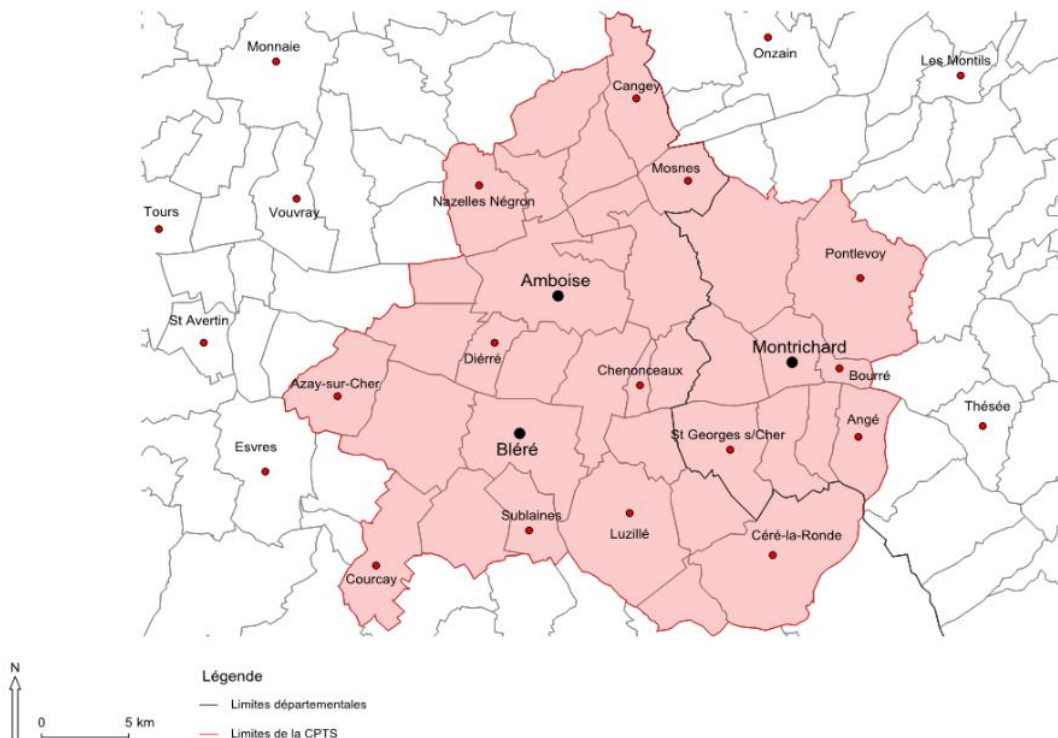 Monnaie
Onzain
Les Montils
Cangey
Mosnes
Nazelles Négron
Vouvray
Tours
Pontlevoy
Amboise
St Avertin
Diérré
Montrichard
Chenonceaux
Bourré
Azay-sur-Cher
Thésée
Angé
St Georges s/Cher
Esvres
Bléré
Sublaines
Luzillé
Céré-la-Ronde
Courcay
N
Légende
Limites départementales
0 5 km
Limites de la CPTS